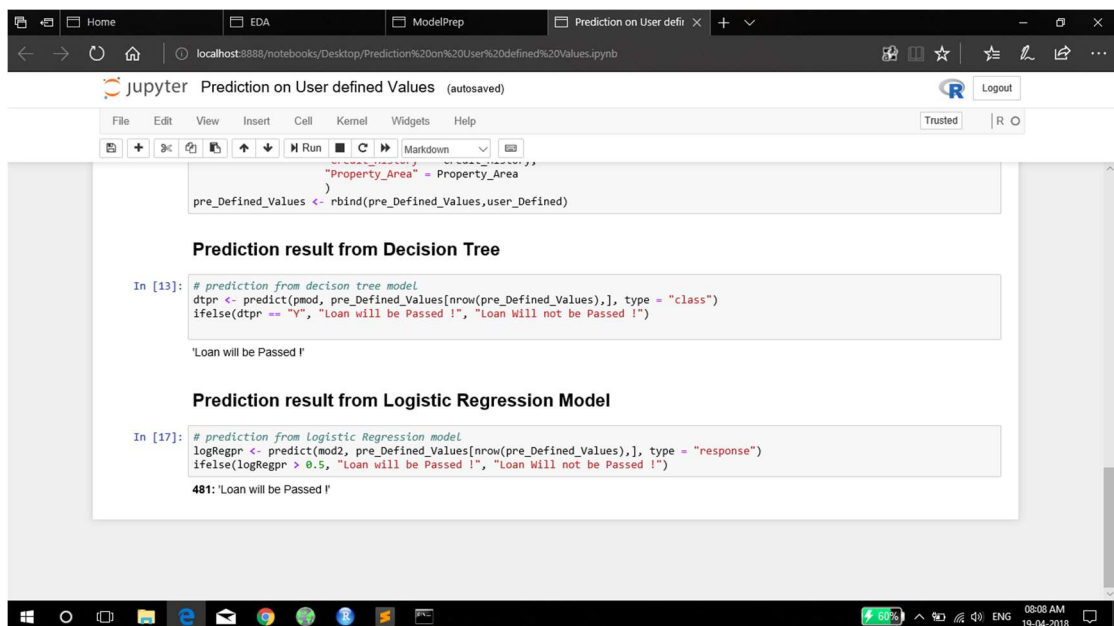 Home
EDA
ModelPrep
Prediction on User defir
localhost:8888/notebooks/Desktop/Prediction%20on%20User%20defined%20Values.ipynb
jupyter Prediction on User defined Values (autosaved)
R
Logout
File Edit View Insert Cell Kernel Widgets Help
Trusted
R
Run
Markdown
"Credit_History" = Credit_History,
"Property_Area" = Property_Area
)
pre_Defined_Values <- rbind(pre_Defined_Values,user_Defined)
Prediction result from Decision Tree
In [13]:
# prediction from decison tree model
dtpr <- predict(pmod, pre_Defined_Values[nrow(pre_Defined_Values),], type = "class")
ifelse(dtpr == "Y", "Loan will be Passed !", "Loan Will not be Passed !")
'Loan will be Passed !'
Prediction result from Logistic Regression Model
In [17]:
# prediction from logistic Regression model
logRegpr <- predict(mod2, pre_Defined_Values[nrow(pre_Defined_Values),], type = "response")
ifelse(logRegpr > 0.5, "Loan will be Passed !", "Loan Will not be Passed !")
481: 'Loan will be Passed !'
60%
ENG
08:08 AM
19-04-2018